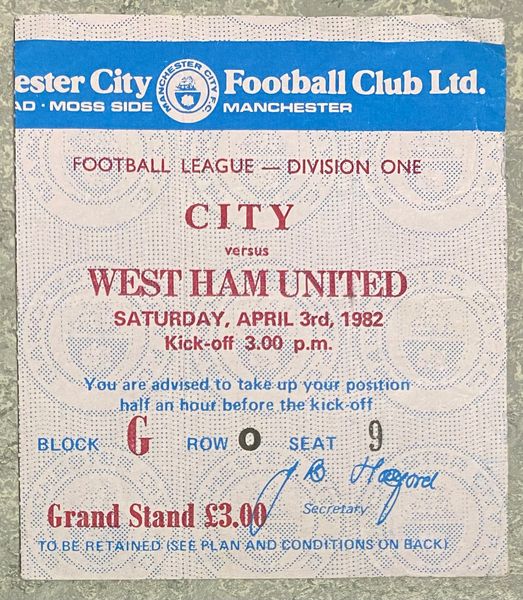 ester City Football Club Ltd.
AD · MOSS SIDE MANCHESTER
MANCHESTER CITY F.C.
FOOTBALL LEAGUE — DIVISION ONE
CITY
versus
WEST HAM UNITED
SATURDAY, APRIL 3rd, 1982
Kick-off 3.00 p.m.
You are advised to take up your position
half an hour before the kick-off
BLOCK G ROW O SEAT 9
Grand Stand £3.00
Secretary
TO BE RETAINED (SEE PLAN AND CONDITIONS ON BACK)